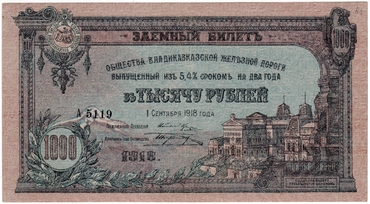 ЗАЕМНЫЙ БИЛЕТЪ
1000
ОБЩЕСТВА ВЛАДИКАВКАЗСКОЙ ЖЕЛѢЗНОЙ ДОРОГИ
ВЫПУЩЕННЫЙ ИЗЪ 5,4% СРОКОМЪ НА ДВА ГОДА
въ ТЫСЯЧУ РУБЛЕЙ
А 5119
1 СЕНТЯБРЯ 1918 ГОДА
1000
1918.